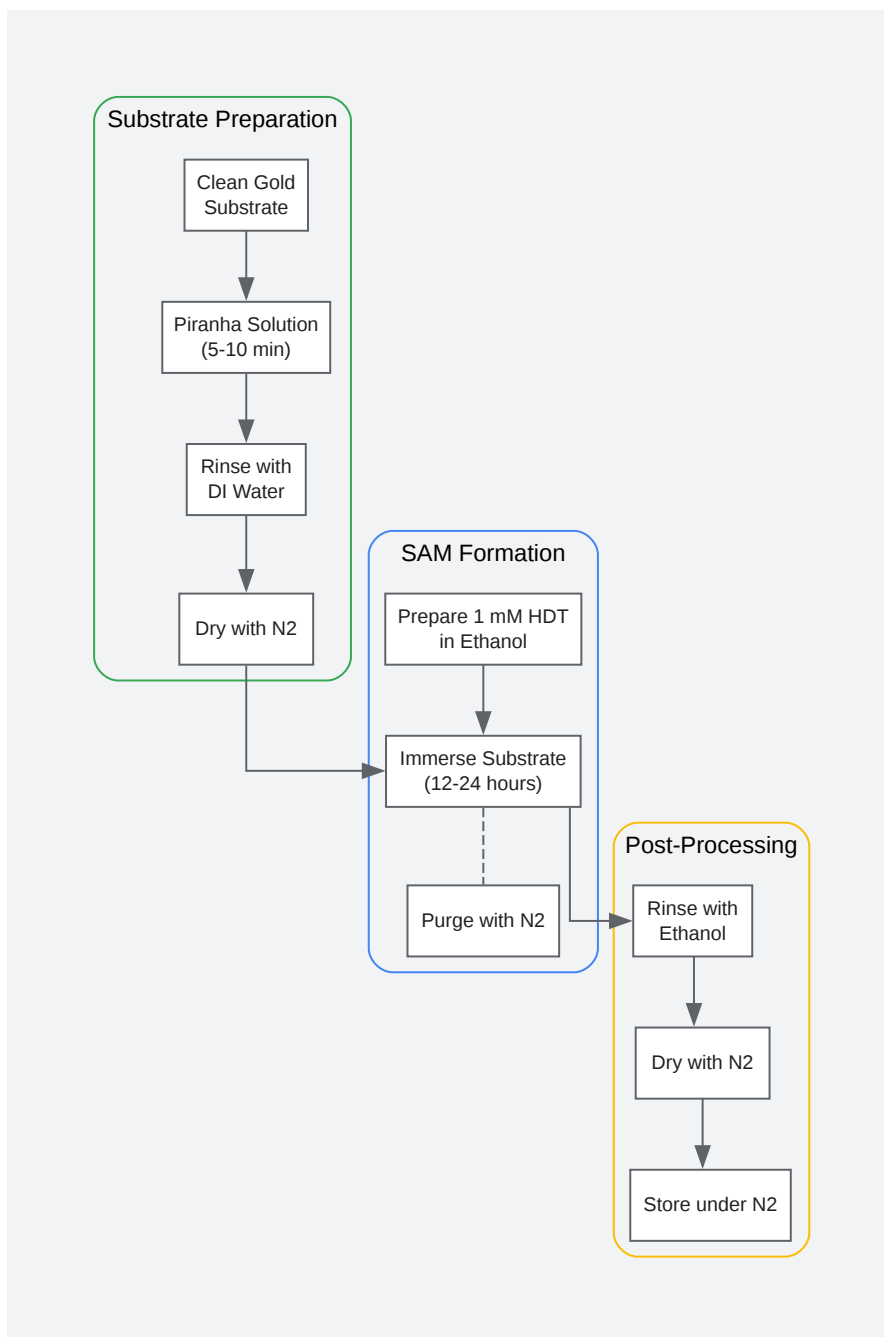 Substrate Preparation
Clean Gold
Substrate
Piranha Solution
(5-10 min)
Rinse with
DI Water
Dry with N2
SAM Formation
Prepare 1 mM HDT
in Ethanol
Immerse Substrate
(12-24 hours)
Purge with N2
Post-Processing
Rinse with
Ethanol
Dry with N2
Store under N2